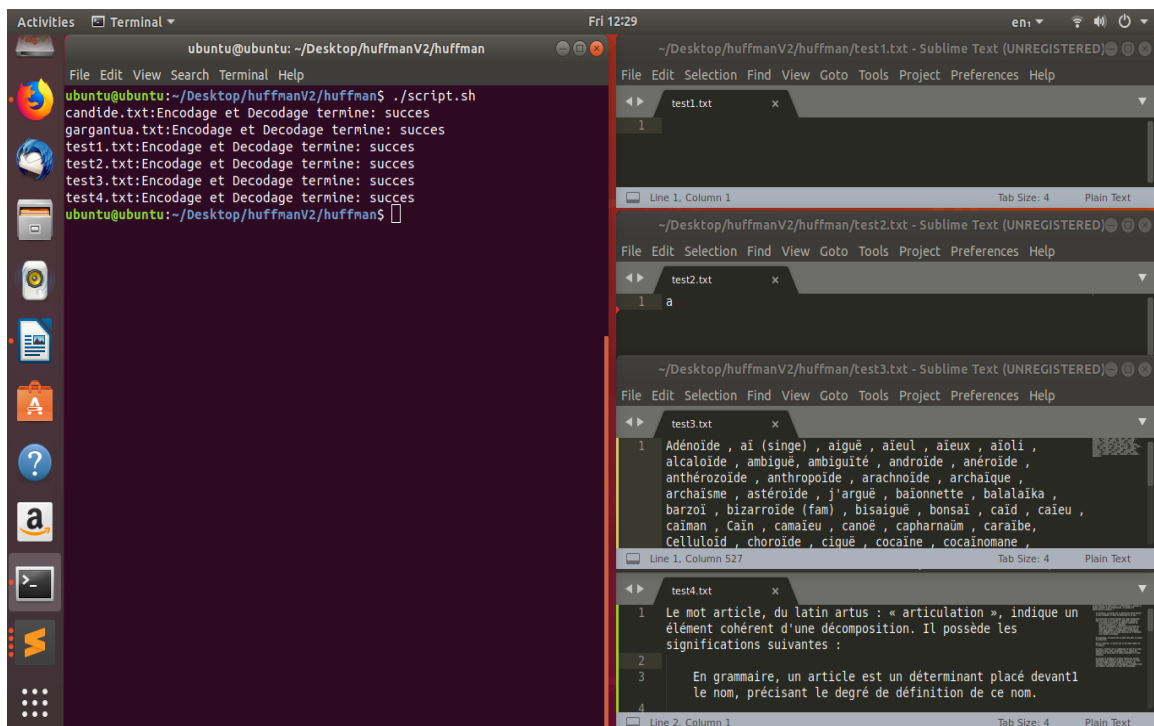 Activities Terminal Fri 12:29 en₁
ubuntu@ubuntu: ~/Desktop/huffmanV2/huffman
File Edit View Search Terminal Help
ubuntu@ubuntu:~/Desktop/huffmanV2/huffman$ ./script.sh
candide.txt:Encodage et Decodage termine: succes
gargantua.txt:Encodage et Decodage termine: succes
test1.txt:Encodage et Decodage termine: succes
test2.txt:Encodage et Decodage termine: succes
test3.txt:Encodage et Decodage termine: succes
test4.txt:Encodage et Decodage termine: succes
ubuntu@ubuntu:~/Desktop/huffmanV2/huffman$
~/Desktop/huffmanV2/huffman/test1.txt - Sublime Text (UNREGISTERED)
File Edit Selection Find View Goto Tools Project Preferences Help
test1.txt x
1
Line 1, Column 1 Tab Size: 4 Plain Text
~/Desktop/huffmanV2/huffman/test2.txt - Sublime Text (UNREGISTERED)
File Edit Selection Find View Goto Tools Project Preferences Help
test2.txt x
1 a
~/Desktop/huffmanV2/huffman/test3.txt - Sublime Text (UNREGISTERED)
File Edit Selection Find View Goto Tools Project Preferences Help
test3.txt x
1 Adénoïde , aï (singe) , aiguë , aïeul , aïeux , aïoli ,
alcaloïde , ambiguë, ambiguïté , androïde , anéroïde ,
anthérozoïde , anthropoïde , arachnoïde , archaïque ,
archaïsme , astéroïde , j'arguë , baïonnette , balalaïka ,
barzoï , bizarroïde (fam) , bisaiguë , bonsaï , caïd , caïeu ,
caïman , Caïn , camaïeu , canoë , capharnaüm , caraïbe,
Celluloïd , choroïde , ciguë , cocaïne , cocaïnomane ,
Line 1, Column 527 Tab Size: 4 Plain Text
test4.txt x
1 Le mot article, du latin artus : « articulation », indique un
élément cohérent d'une décomposition. Il possède les
significations suivantes :
2
3 En grammaire, un article est un déterminant placé devant1
le nom, précisant le degré de définition de ce nom.
4
Line 2, Column 1 Tab Size: 4 Plain Text